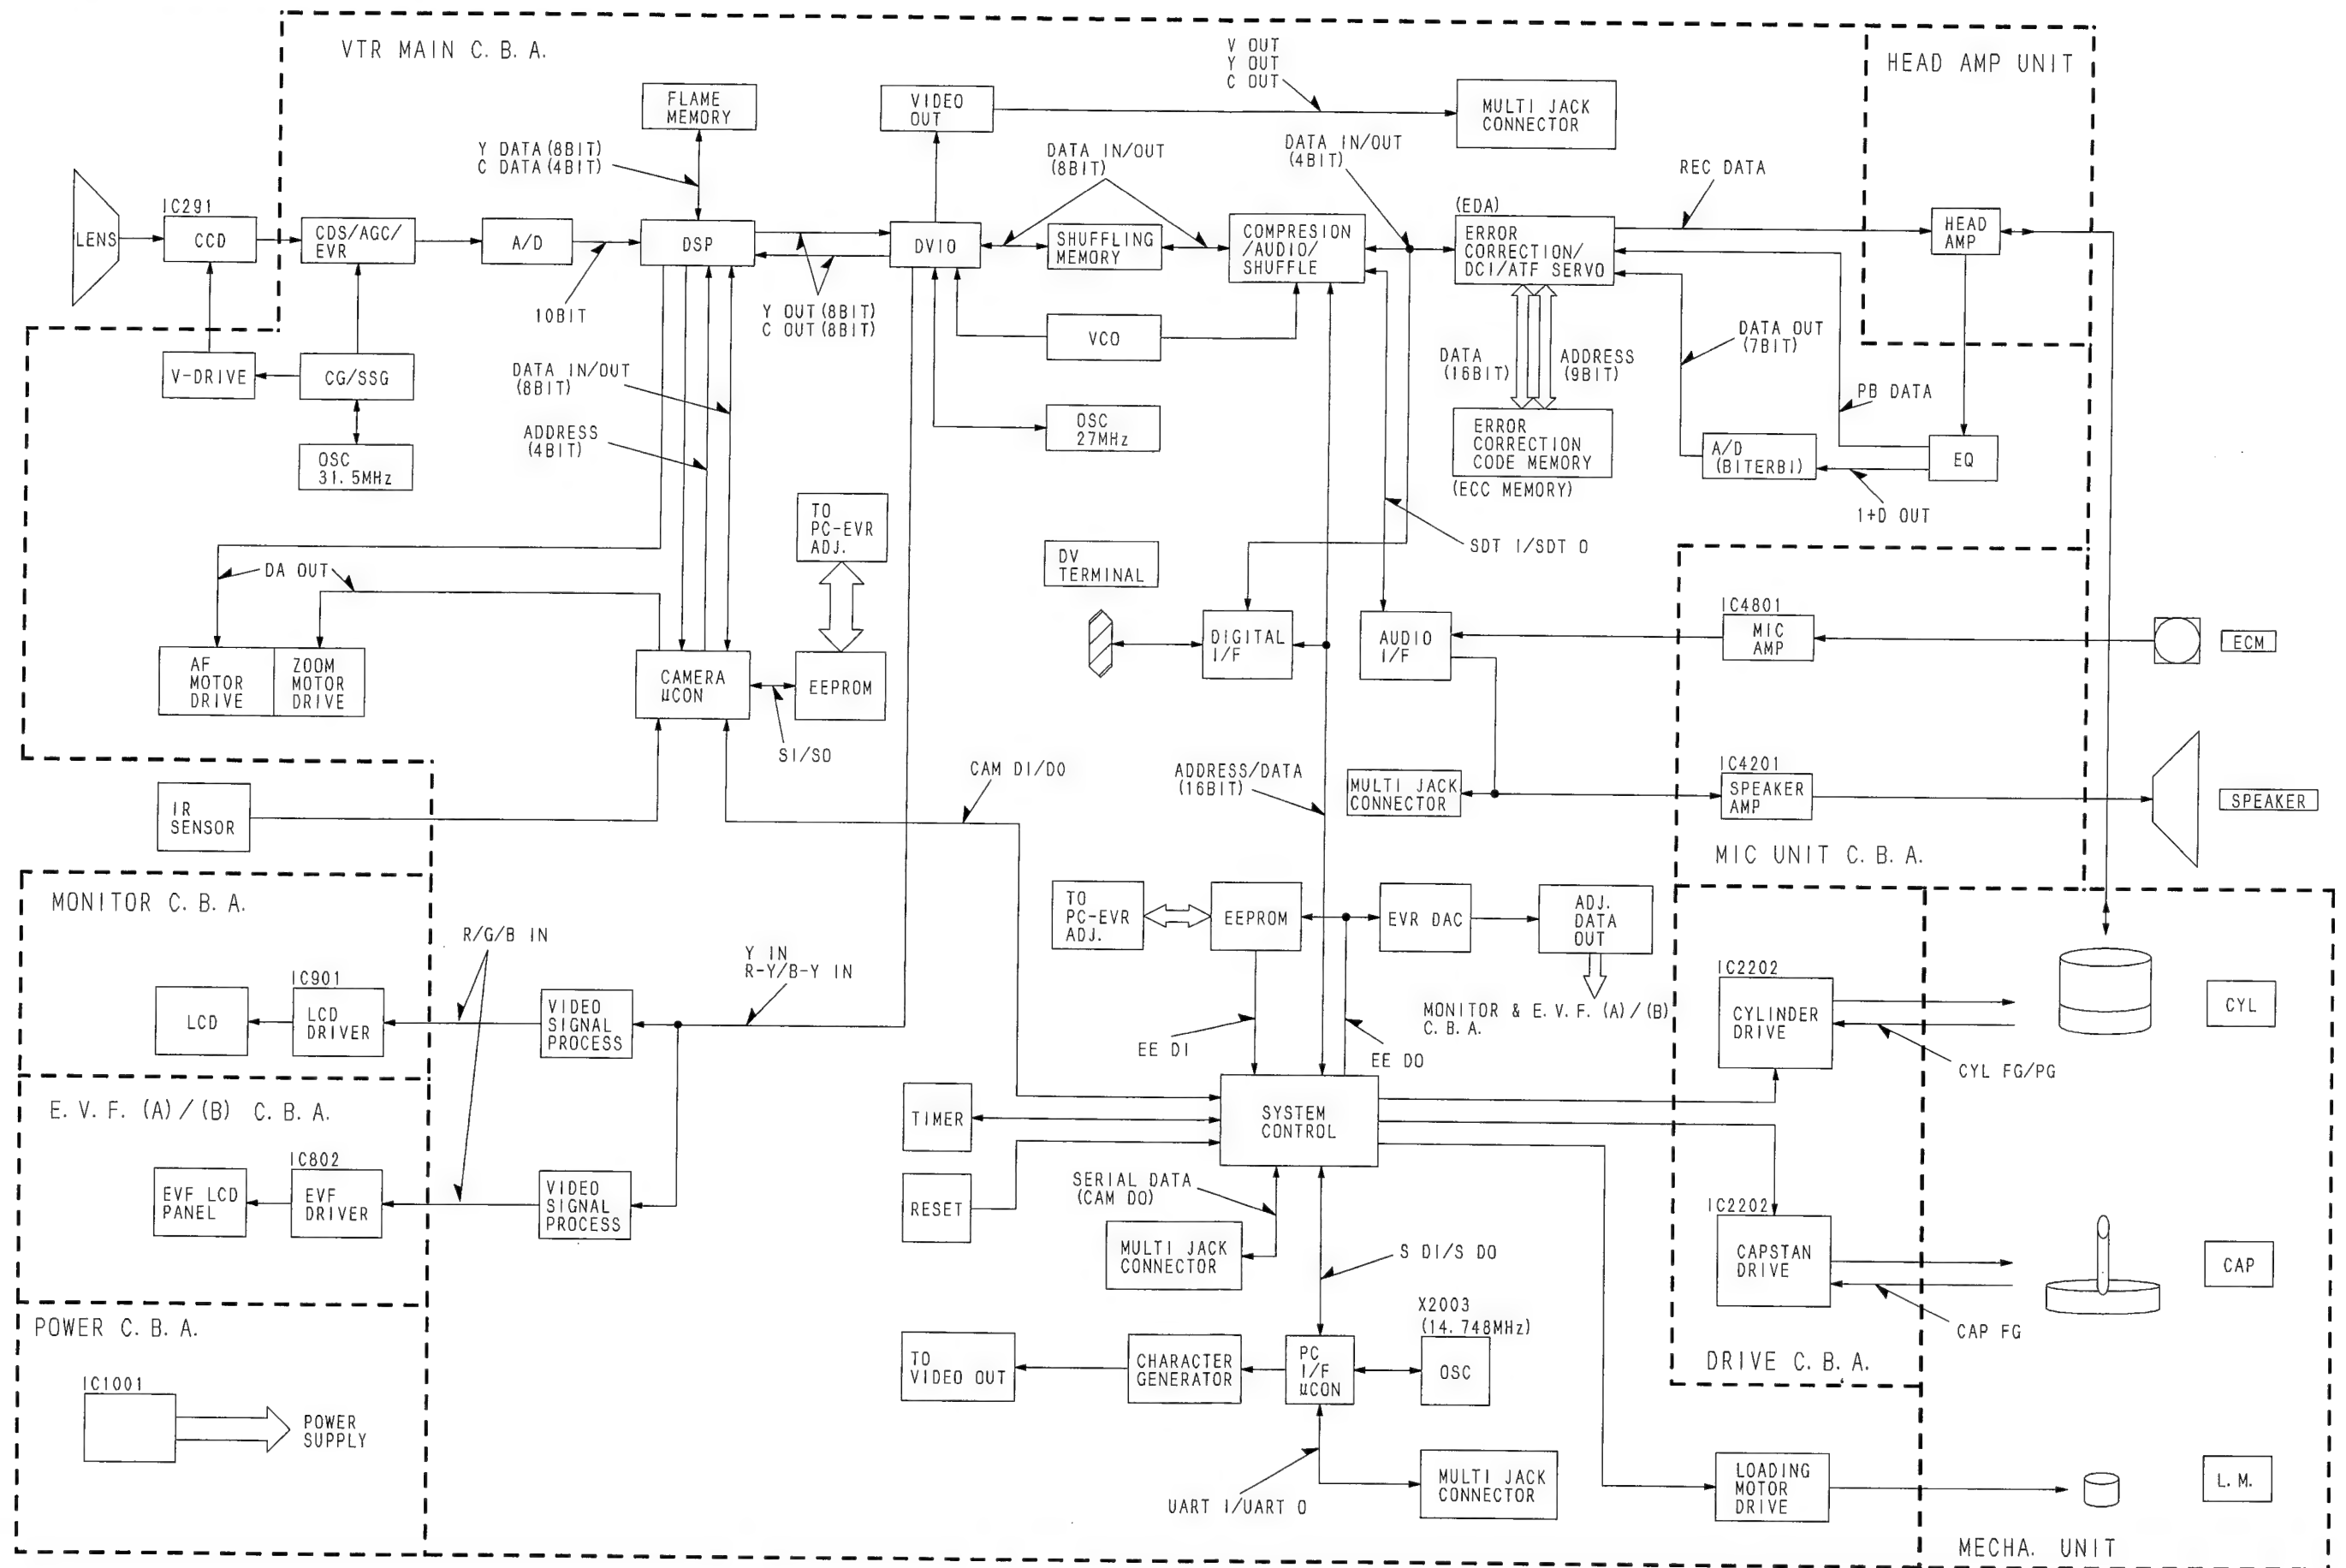 VTR MAIN C. B. A.
HEAD AMP UNIT
V OUT
Y OUT
C OUT
FLAME
MEMORY
VIDEO
OUT
MULTI JACK
CONNECTOR
Y DATA (8BIT)
C DATA (4BIT)
DATA IN/OUT
(8BIT)
DATA IN/OUT
(4BIT)
REC DATA
LENS
IC291
CCD
CDS/AGC/
EVR
A/D
DSP
DVIO
SHUFFLING
MEMORY
COMPRESION
/AUDIO/
SHUFFLE
(EDA)
ERROR
CORRECTION/
DCI/ATF SERVO
HEAD
AMP
10BIT
Y OUT (8BIT)
C OUT (8BIT)
VCO
DATA
(16BIT)
ADDRESS
(9BIT)
DATA OUT
(7BIT)
PB DATA
V-DRIVE
CG/SSG
DATA IN/OUT
(8BIT)
ADDRESS
(4BIT)
OSC
27MHz
OSC
31. 5MHz
ERROR
CORRECTION
CODE MEMORY
(ECC MEMORY)
A/D
(BITERBI)
EQ
1+D OUT
TO
PC-EVR
ADJ.
DV
TERMINAL
SDT I/SDT O
DA OUT
DIGITAL
I/F
AUDIO
I/F
IC4801
MIC
AMP
ECM
AF
MOTOR
DRIVE
ZOOM
MOTOR
DRIVE
CAMERA
μCON
EEPROM
SI/SO
CAM DI/DO
ADDRESS/DATA
(16BIT)
MULTI JACK
CONNECTOR
IC4201
SPEAKER
AMP
SPEAKER
IR
SENSOR
MIC UNIT C. B. A.
MONITOR C. B. A.
R/G/B IN
Y IN
R-Y/B-Y IN
TO
PC-EVR
ADJ.
EEPROM
EVR DAC
ADJ.
DATA
OUT
MONITOR & E. V. F. (A) / (B)
C. B. A.
LCD
IC901
LCD
DRIVER
VIDEO
SIGNAL
PROCESS
EE DI
EE DO
IC2202
CYLINDER
DRIVE
CYL
CYL FG/PG
E. V. F. (A) / (B) C. B. A.
TIMER
SYSTEM
CONTROL
EVF LCD
PANEL
IC802
EVF
DRIVER
VIDEO
SIGNAL
PROCESS
RESET
SERIAL DATA
(CAM DO)
MULTI JACK
CONNECTOR
S DI/S DO
IC2202
CAPSTAN
DRIVE
CAP
CAP FG
POWER C. B. A.
IC1001
POWER
SUPPLY
TO
VIDEO OUT
CHARACTER
GENERATOR
PC
I/F
μCON
X2003
(14. 748MHz)
OSC
DRIVE C. B. A.
UART I/UART O
MULTI JACK
CONNECTOR
LOADING
MOTOR
DRIVE
L. M.
MECHA. UNIT